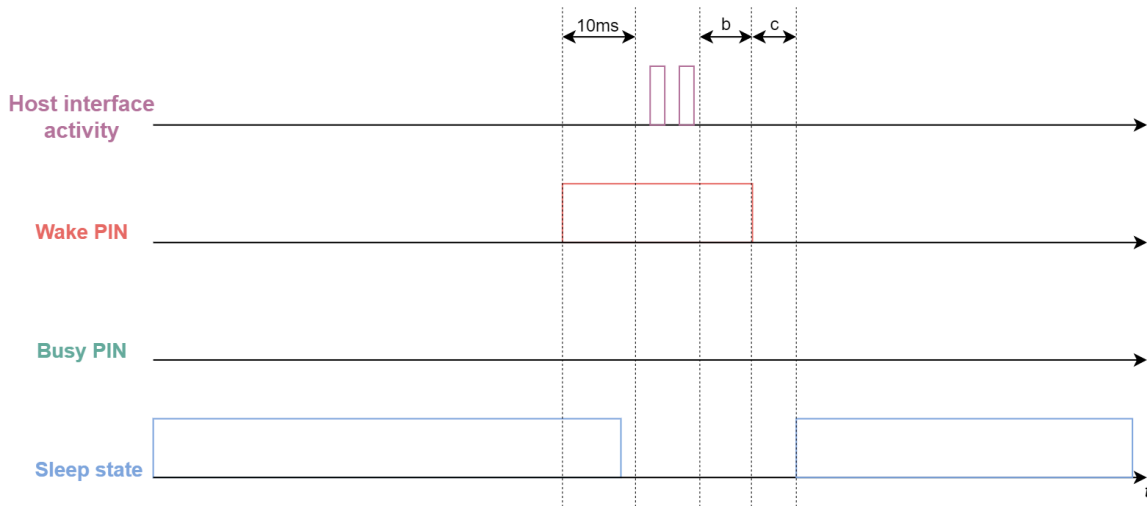 10ms
b
c
Host interface
activity
Wake PIN
Busy PIN
Sleep state
t